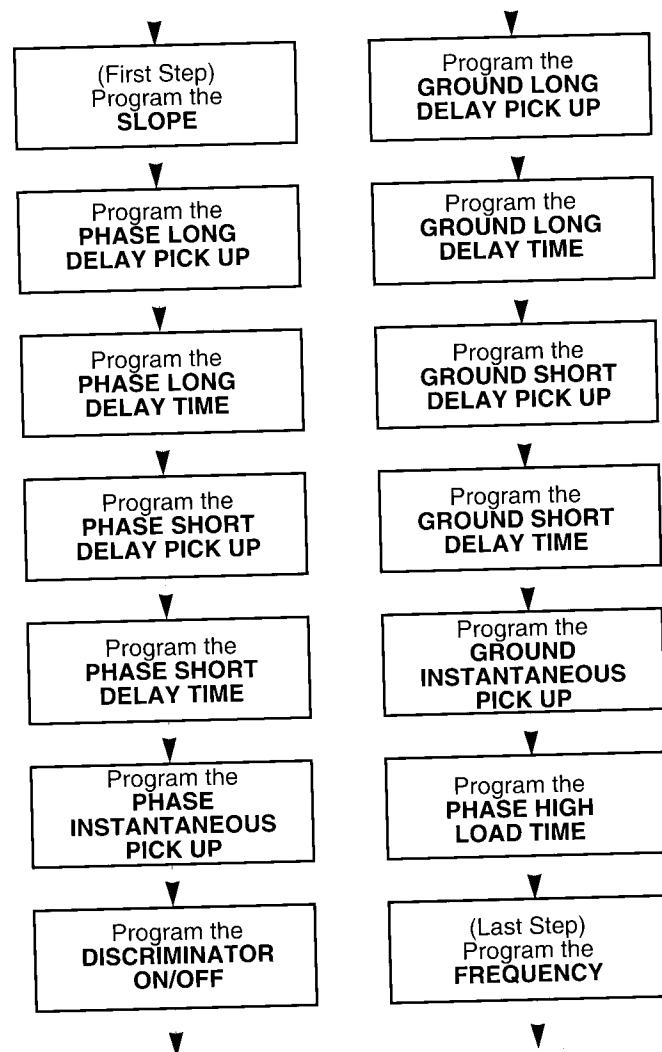 (First Step)
Program the
SLOPE
Program the
PHASE LONG
DELAY PICK UP
Program the
PHASE LONG
DELAY TIME
Program the
PHASE SHORT
DELAY PICK UP
Program the
PHASE SHORT
DELAY TIME
Program the
PHASE
INSTANTANEOUS
PICK UP
Program the
DISCRIMINATOR
ON/OFF
Program the
GROUND LONG
DELAY PICK UP
Program the
GROUND LONG
DELAY TIME
Program the
GROUND SHORT
DELAY PICK UP
Program the
GROUND SHORT
DELAY TIME
Program the
GROUND
INSTANTANEOUS
PICK UP
Program the
PHASE HIGH
LOAD TIME
(Last Step)
Program the
FREQUENCY